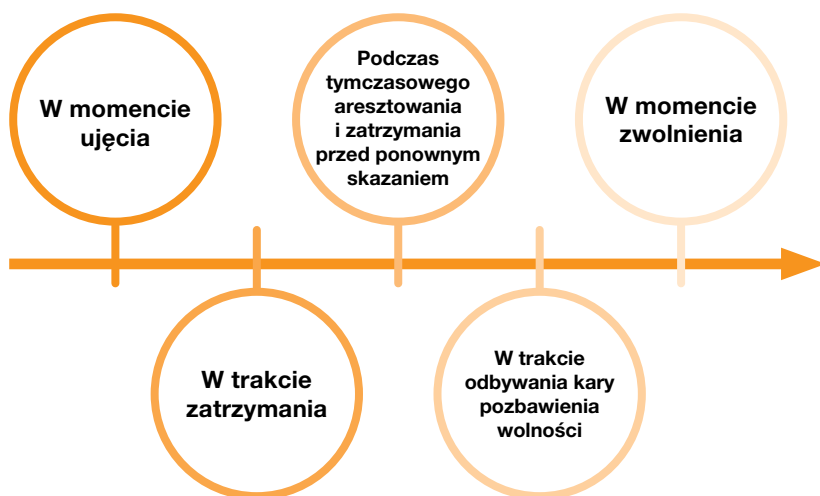 W momencie
ujęcia
W trakcie
zatrzymania
Podczas
tymczasowego
aresztowania
i zatrzymania
przed ponownym
skazaniem
W trakcie
odbywania kary
pozbawienia
wolności
W momencie
zwolnienia